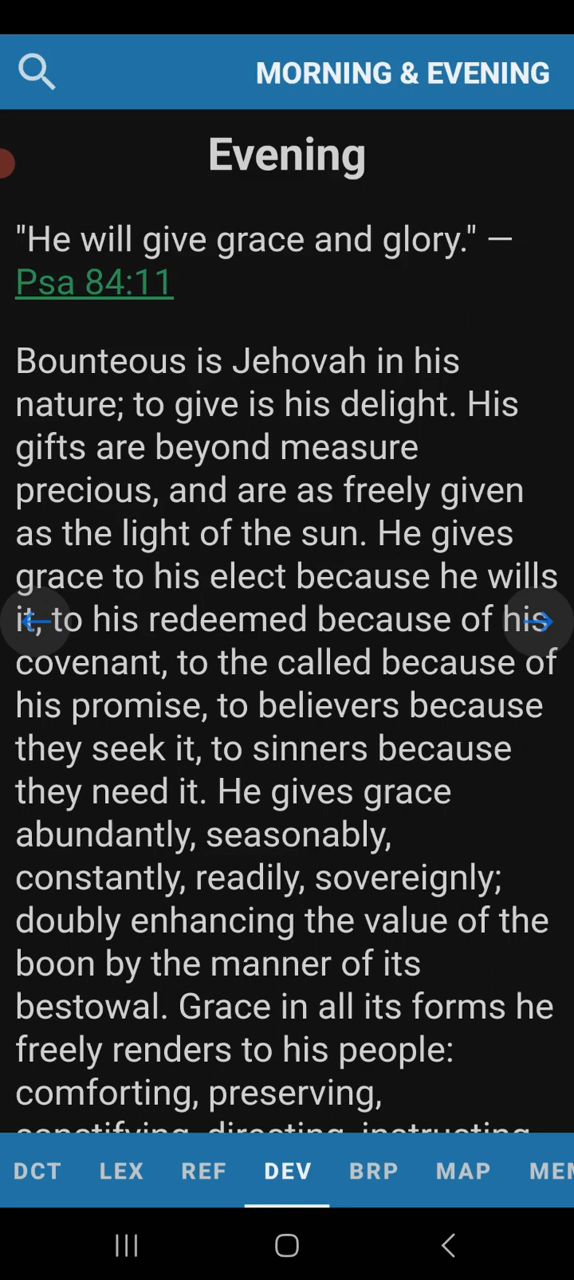 MORNING & EVENING
Evening
"He will give grace and glory." —
Psa 84:11
Bounteous is Jehovah in his
nature; to give is his delight. His
gifts are beyond measure
precious, and are as freely given
as the light of the sun. He gives
grace to his elect because he wills
it, to his redeemed because of his
covenant, to the called because of
his promise, to believers because
they seek it, to sinners because
they need it. He gives grace
abundantly, seasonably,
constantly, readily, sovereignly;
doubly enhancing the value of the
boon by the manner of its
bestowal. Grace in all its forms he
freely renders to his people:
comforting, preserving,
sanctifying, directing, instructing,
DCT LEX REF DEV BRP MAP MEM